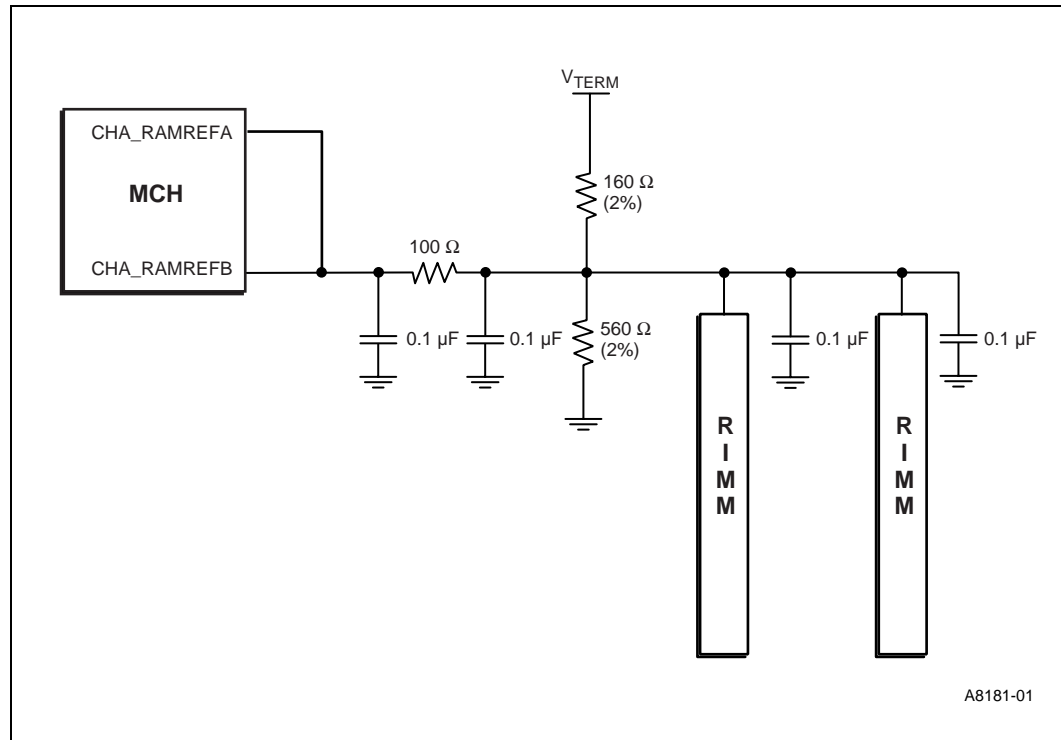 V_TERM
CHA_RAMREFA
MCH
160 Ω
(2%)
100 Ω
CHA_RAMREFB
0.1 µF
0.1 µF
560 Ω
(2%)
0.1 µF
0.1 µF
RIMM
RIMM
A8181-01